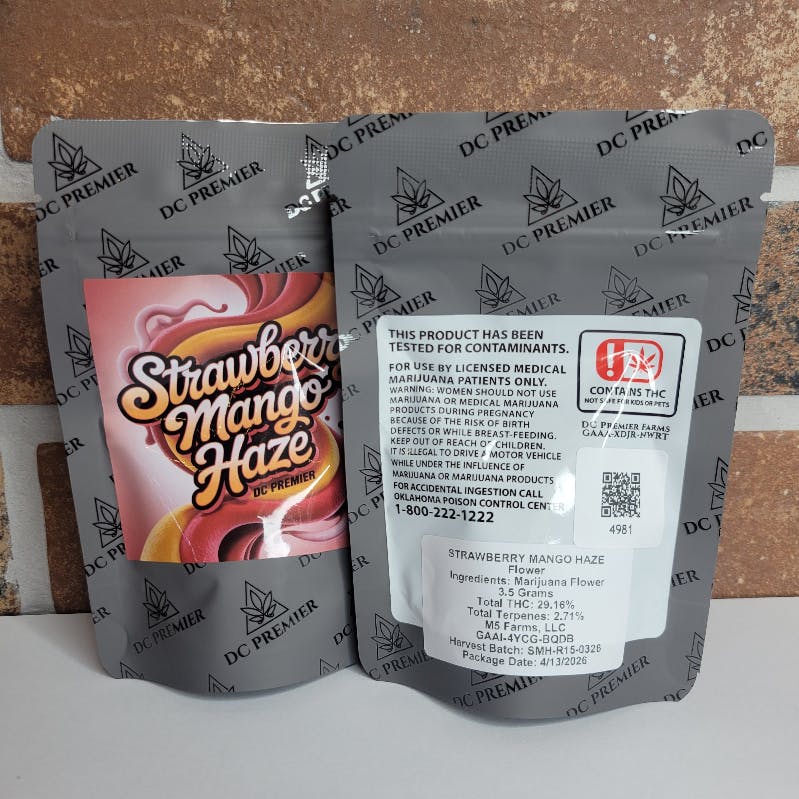 DC PREMIER
Strawberr
Mango
Haze
DC PREMIER
THIS PRODUCT HAS BEEN
TESTED FOR CONTAMINANTS.
FOR USE BY LICENSED MEDICAL
MARIJUANA PATIENTS ONLY.
WARNING: WOMEN SHOULD NOT USE
MARIJUANA OR MEDICAL MARIJUANA
PRODUCTS DURING PREGNANCY
BECAUSE OF THE RISK OF BIRTH
DEFECTS OR WHILE BREAST-FEEDING.
KEEP OUT OF REACH OF CHILDREN.
IT IS ILLEGAL TO DRIVE A MOTOR VEHICLE
WHILE UNDER THE INFLUENCE OF
MARIJUANA OR MARIJUANA PRODUCTS
FOR ACCIDENTAL INGESTION CALL
OKLAHOMA POISON CONTROL CENTER
1-800-222-1222
!
CONTAINS THC
NOT SAFE FOR KIDS OR PETS
DC PREMIER FARMS
GAAA-XDJR-NWRT
4981
STRAWBERRY MANGO HAZE
Flower
Ingredients: Marijuana Flower
3.5 Grams
Total THC: 29.16%
Total Terpenes: 2.71%
M5 Farms, LLC
GAAI-4YCG-BQDB
Harvest Batch: SMH-R15-0326
Package Date: 4/13/2026